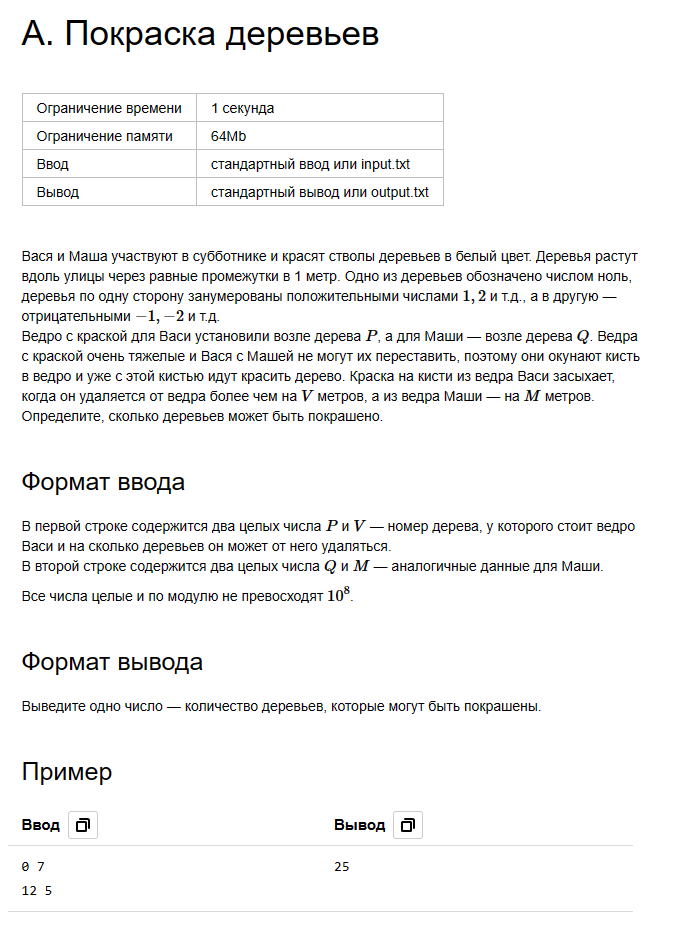 А. Покраска деревьев
Ограничение времени 1 секунда
Ограничение памяти 64Mb
Ввод стандартный ввод или input.txt
Вывод стандартный вывод или output.txt
Вася и Маша участвуют в субботнике и красят стволы деревьев в белый цвет. Деревья растут
вдоль улицы через равные промежутки в 1 метр. Одно из деревьев обозначено числом ноль,
деревья по одну сторону занумерованы положительными числами 1, 2 и т.д., а в другую —
отрицательными −1, −2 и т.д.
Ведро с краской для Васи установили возле дерева P, а для Маши — возле дерева Q. Ведра
с краской очень тяжелые и Вася с Машей не могут их переставить, поэтому они окунают кисть
в ведро и уже с этой кистью идут красить дерево. Краска на кисти из ведра Васи засыхает,
когда он удаляется от ведра более чем на V метров, а из ведра Маши — на M метров.
Определите, сколько деревьев может быть покрашено.
Формат ввода
В первой строке содержится два целых числа P и V — номер дерева, у которого стоит ведро
Васи и на сколько деревьев он может от него удаляться.
В второй строке содержится два целых числа Q и M — аналогичные данные для Маши.
Все числа целые и по модулю не превосходят 10⁸.
Формат вывода
Выведите одно число — количество деревьев, которые могут быть покрашены.
Пример
Ввод Вывод
0 7 25
12 5